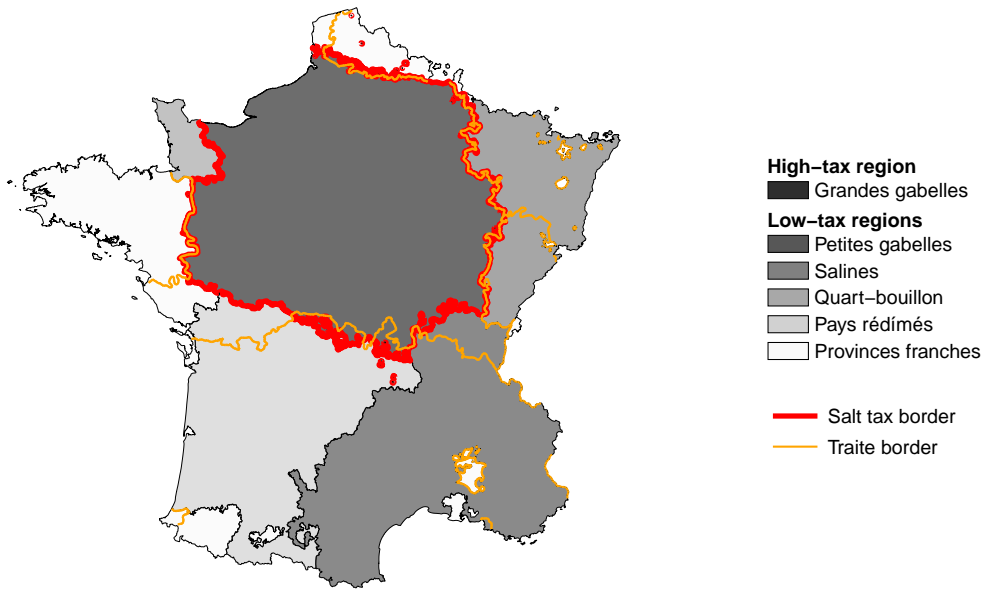 High−tax region
Grandes gabelles
Low−tax regions
Petites gabelles
Salines
Quart−bouillon
Pays rédímés
Provinces franches
Salt tax border
Traite border